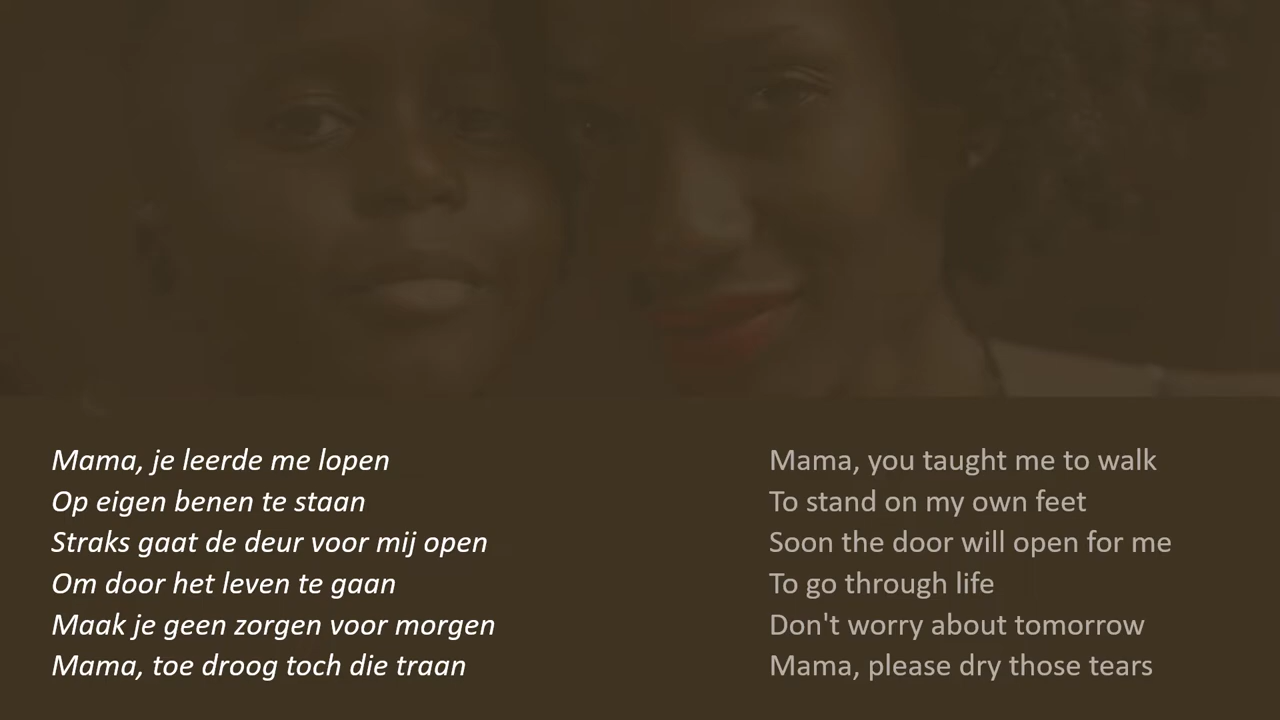 Mama, je leerde me lopen
Op eigen benen te staan
Straks gaat de deur voor mij open
Om door het leven te gaan
Maak je geen zorgen voor morgen
Mama, toe droog toch die traan
Mama, you taught me to walk
To stand on my own feet
Soon the door will open for me
To go through life
Don't worry about tomorrow
Mama, please dry those tears